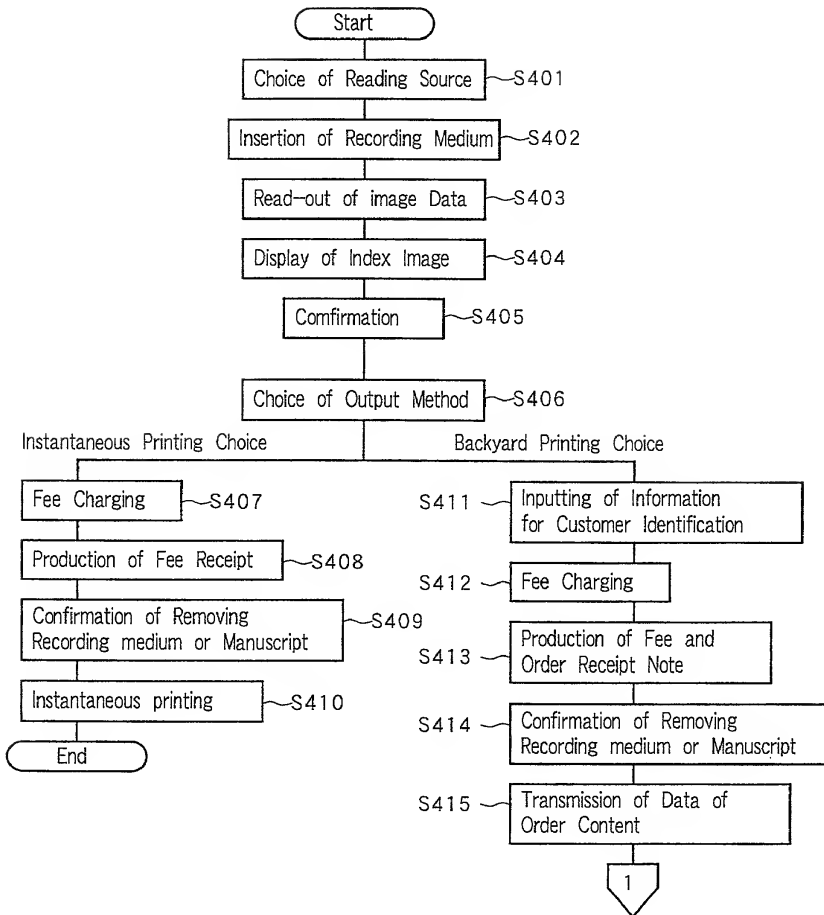 Start
Choice of Reading Source
S401
Insertion of Recording Medium
S402
Read-out of image Data
S403
Display of Index Image
S404
Comfirmation
S405
Choice of Output Method
S406
Instantaneous Printing Choice
Fee Charging
S407
Production of Fee Receipt
S408
Confirmation of Removing
Recording medium or Manuscript
S409
Instantaneous printing
S410
End
Backyard Printing Choice
S411
Inputting of Information
for Customer Identification
S412
Fee Charging
S413
Production of Fee and
Order Receipt Note
S414
Confirmation of Removing
Recording medium or Manuscript
S415
Transmission of Data of
Order Content
1